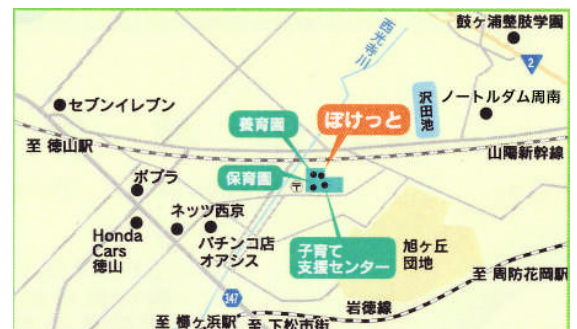 鼓ヶ浦整肢学園
2
西光寺川
沢田池
ノートルダム周南
セブンイレブン
養育園
ぽけっと
至 徳山駅
山陽新幹線
保育園
〒
ポプラ
ネッツ西京
Honda
Cars
徳山
パチンコ店
オアシス
子育て
支援センター
旭ヶ丘
団地
至 周防花岡駅
347
岩徳線
至 櫛ヶ浜駅
至 下松市街